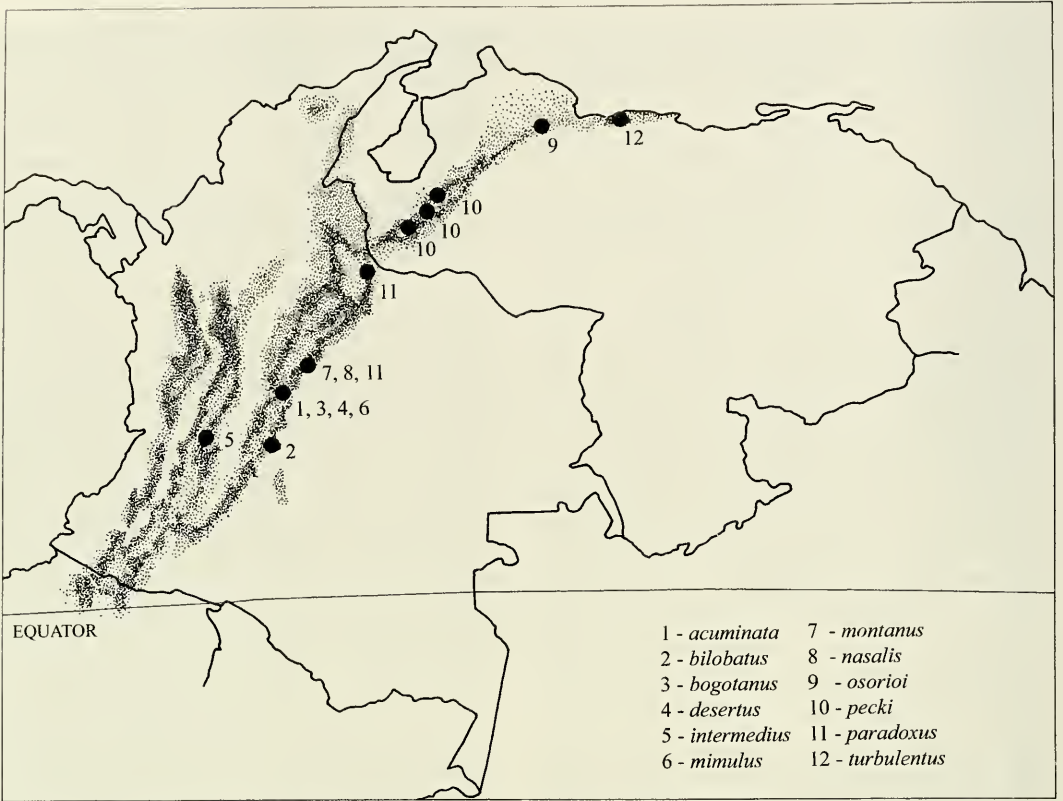 9
12
10
10
10
11
7, 8, 11
1, 3, 4, 6
5
2
EQUATOR
1 - acuminata 7 - montanus
2 - bilobatus 8 - nasalis
3 - bogotanus 9 - osorioi
4 - desertus 10 - pecki
5 - intermedius 11 - paradoxus
6 - mimulus 12 - turbulentus